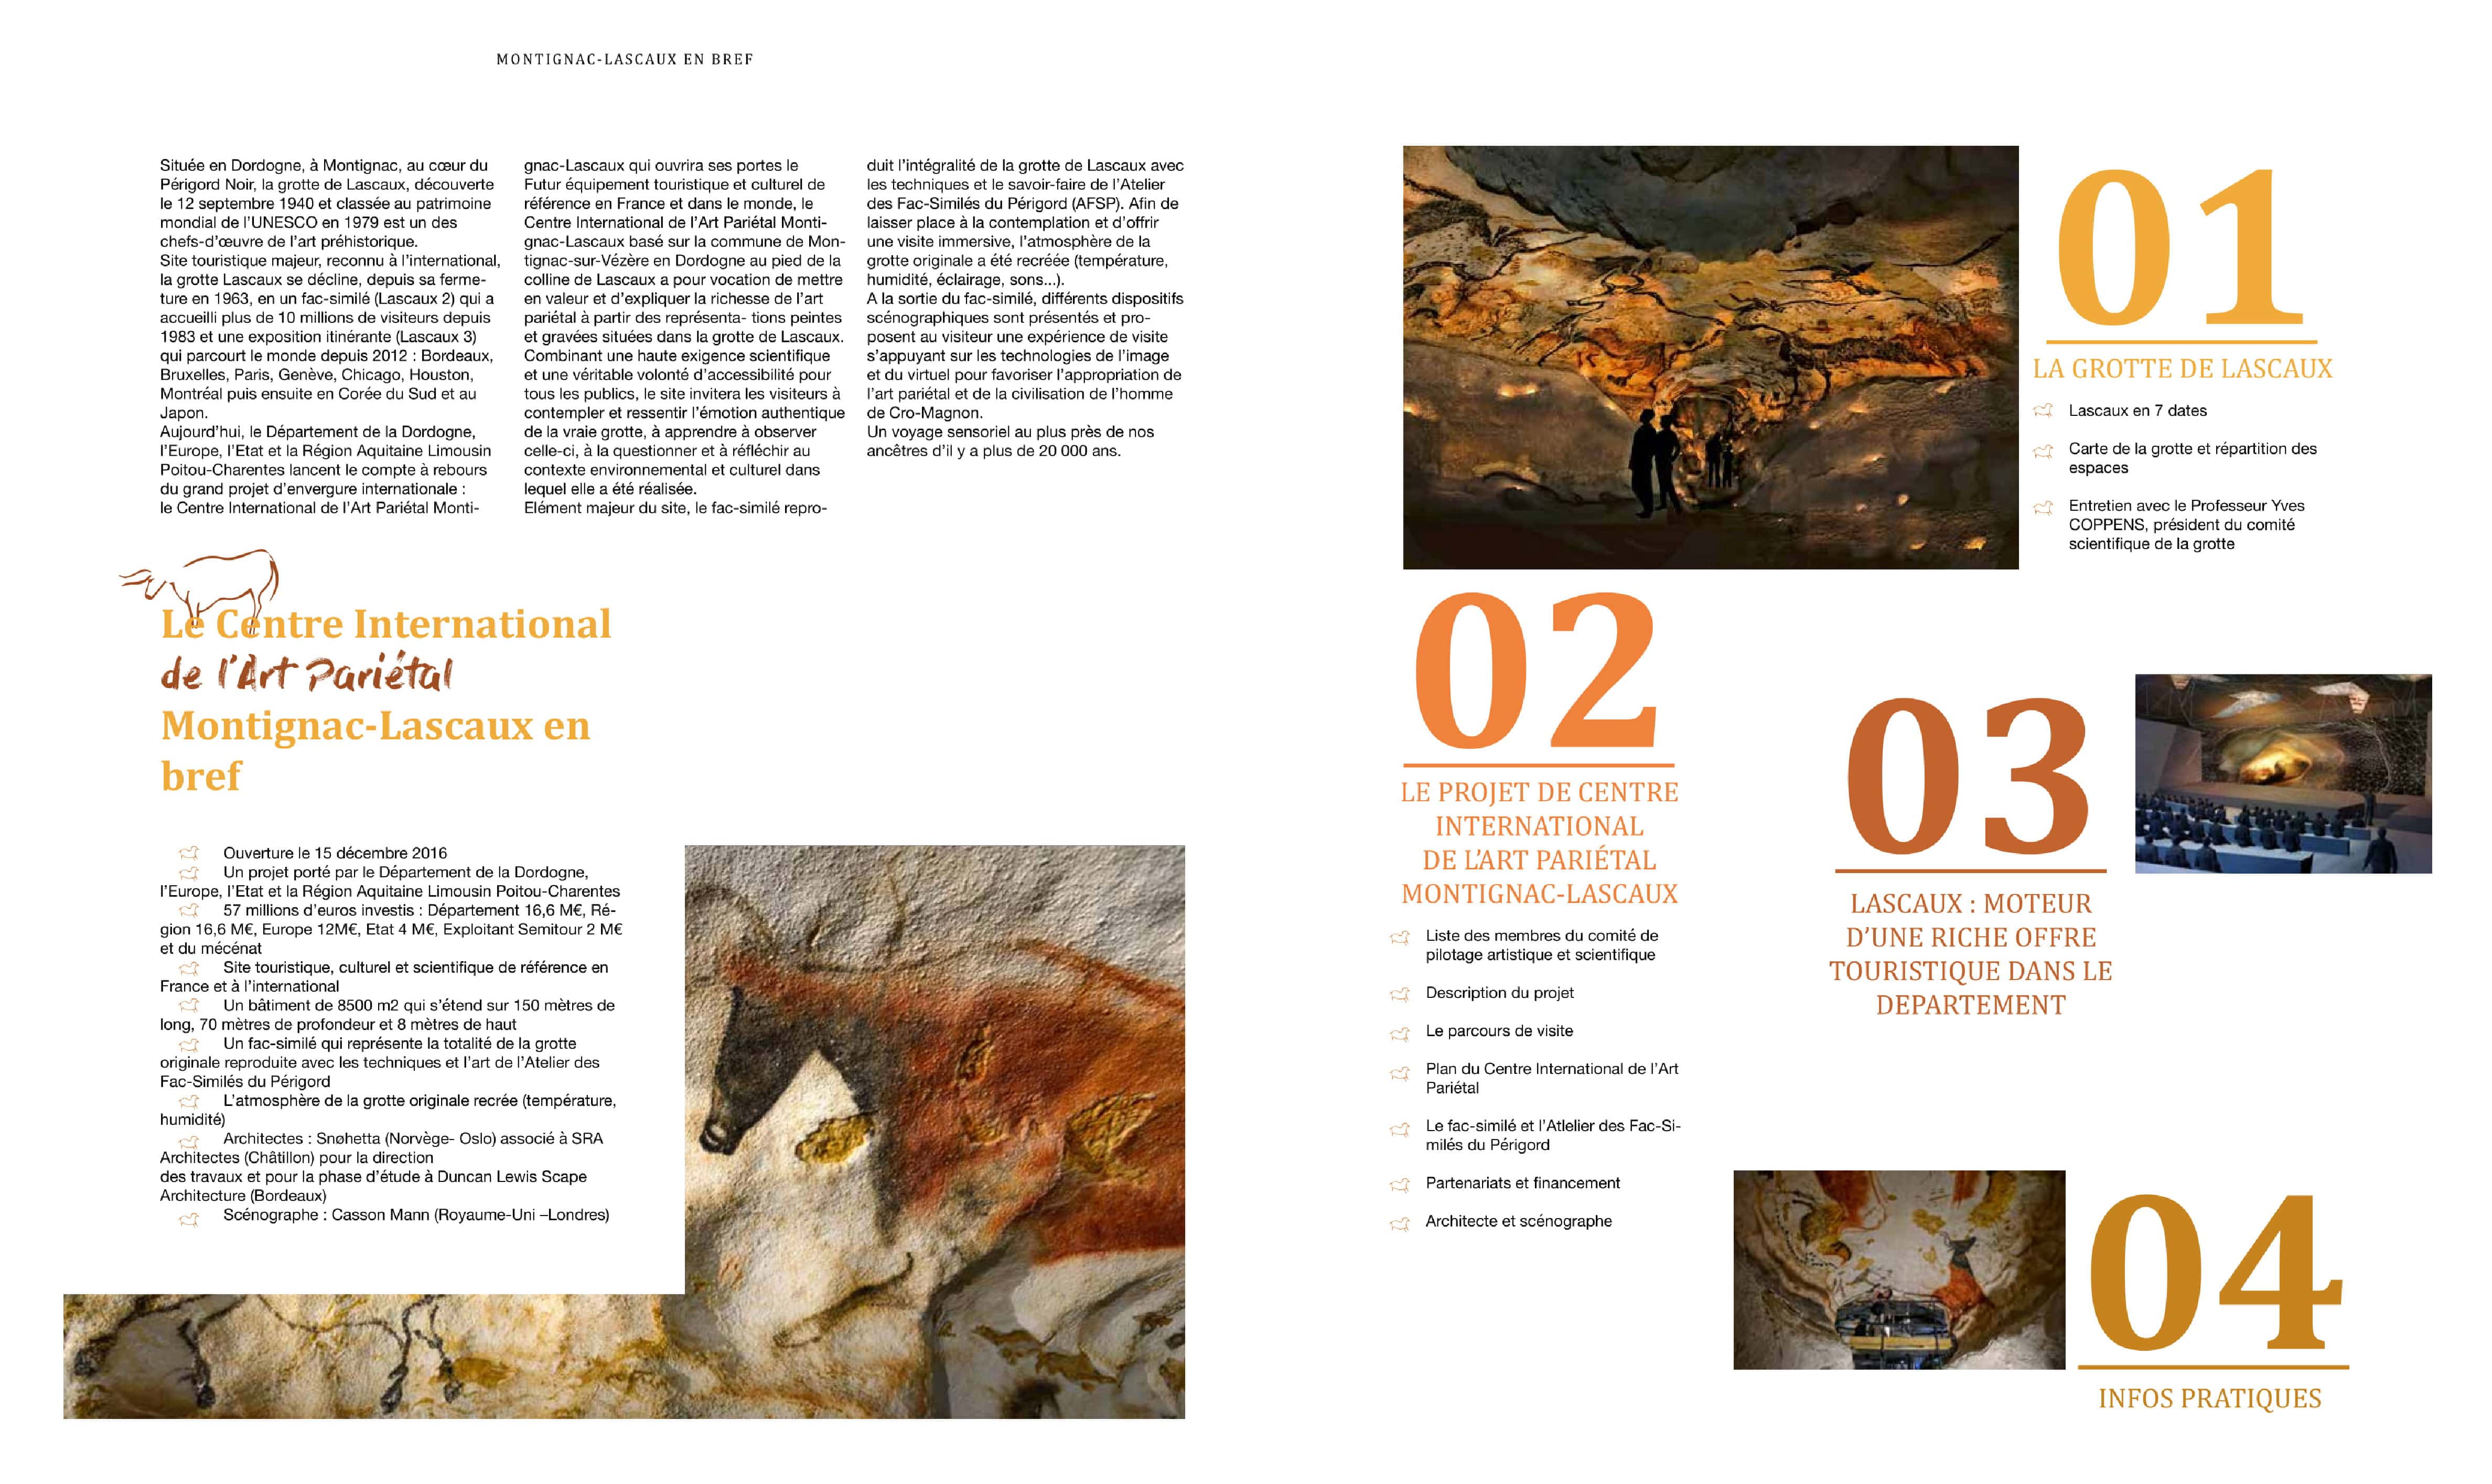 MONTIGNAC-LASCAUX EN BREF
Située en Dordogne, à Montignac, au cœur du
Périgord Noir, la grotte de Lascaux, découverte
le 12 septembre 1940 et classée au patrimoine
mondial de l'UNESCO en 1979 est un des
chefs-d'œuvre de l'art préhistorique.
Site touristique majeur, reconnu à l'international,
la grotte Lascaux se décline, depuis sa ferme-
ture en 1963, en un fac-similé (Lascaux 2) qui a
accueilli plus de 10 millions de visiteurs depuis
1983 et une exposition itinérante (Lascaux 3)
qui parcourt le monde depuis 2012 : Bordeaux,
Bruxelles, Paris, Genève, Chicago, Houston,
Montréal puis ensuite en Corée du Sud et au
Japon.
Aujourd'hui, le Département de la Dordogne,
l'Europe, l'Etat et la Région Aquitaine Limousin
Poitou-Charentes lancent le compte à rebours
du grand projet d'envergure internationale :
le Centre International de l'Art Pariétal Monti-
gnac-Lascaux qui ouvrira ses portes le
Futur équipement touristique et culturel de
référence en France et dans le monde, le
Centre International de l'Art Pariétal Monti-
gnac-Lascaux basé sur la commune de Mon-
tignac-sur-Vézère en Dordogne au pied de la
colline de Lascaux a pour vocation de mettre
en valeur et d'expliquer la richesse de l'art
pariétal à partir des représenta- tions peintes
et gravées situées dans la grotte de Lascaux.
Combinant une haute exigence scientifique
et une véritable volonté d'accessibilité pour
tous les publics, le site invitera les visiteurs à
contempler et ressentir l'émotion authentique
de la vraie grotte, à apprendre à observer
celle-ci, à la questionner et à réfléchir au
contexte environnemental et culturel dans
lequel elle a été réalisée.
Elément majeur du site, le fac-similé repro-
duit l'intégralité de la grotte de Lascaux avec
les techniques et le savoir-faire de l'Atelier
des Fac-Similés du Périgord (AFSP). Afin de
laisser place à la contemplation et d'offrir
une visite immersive, l'atmosphère de la
grotte originale a été recréée (température,
humidité, éclairage, sons...).
A la sortie du fac-similé, différents dispositifs
scénographiques sont présentés et pro-
posent au visiteur une expérience de visite
s'appuyant sur les technologies de l'image
et du virtuel pour favoriser l'appropriation de
l'art pariétal et de la civilisation de l'homme
de Cro-Magnon.
Un voyage sensoriel au plus près de nos
ancêtres d'il y a plus de 20 000 ans.
Le Centre International
de l'Art Pariétal
Montignac-Lascaux en
bref
Ouverture le 15 décembre 2016
Un projet porté par le Département de la Dordogne,
l'Europe, l'Etat et la Région Aquitaine Limousin Poitou-Charentes
57 millions d'euros investis : Département 16,6 M€, Ré-
gion 16,6 M€, Europe 12M€, Etat 4 M€, Exploitant Semitour 2 M€
et du mécénat
Site touristique, culturel et scientifique de référence en
France et à l'international
Un bâtiment de 8500 m2 qui s'étend sur 150 mètres de
long, 70 mètres de profondeur et 8 mètres de haut
Un fac-similé qui représente la totalité de la grotte
originale reproduite avec les techniques et l'art de l'Atelier des
Fac-Similés du Périgord
L'atmosphère de la grotte originale recrée (température,
humidité)
Architectes : Snøhetta (Norvège- Oslo) associé à SRA
Architectes (Châtillon) pour la direction
des travaux et pour la phase d'étude à Duncan Lewis Scape
Architecture (Bordeaux)
Scénographe : Casson Mann (Royaume-Uni –Londres)
01
LA GROTTE DE LASCAUX
Lascaux en 7 dates
Carte de la grotte et répartition des
espaces
Entretien avec le Professeur Yves
COPPENS, président du comité
scientifique de la grotte
02
LE PROJET DE CENTRE
INTERNATIONAL
DE L'ART PARIÉTAL
MONTIGNAC-LASCAUX
Liste des membres du comité de
pilotage artistique et scientifique
Description du projet
Le parcours de visite
Plan du Centre International de l'Art
Pariétal
Le fac-similé et l'Atlelier des Fac-Si-
milés du Périgord
Partenariats et financement
Architecte et scénographe
03
LASCAUX : MOTEUR
D'UNE RICHE OFFRE
TOURISTIQUE DANS LE
DEPARTEMENT
04
INFOS PRATIQUES